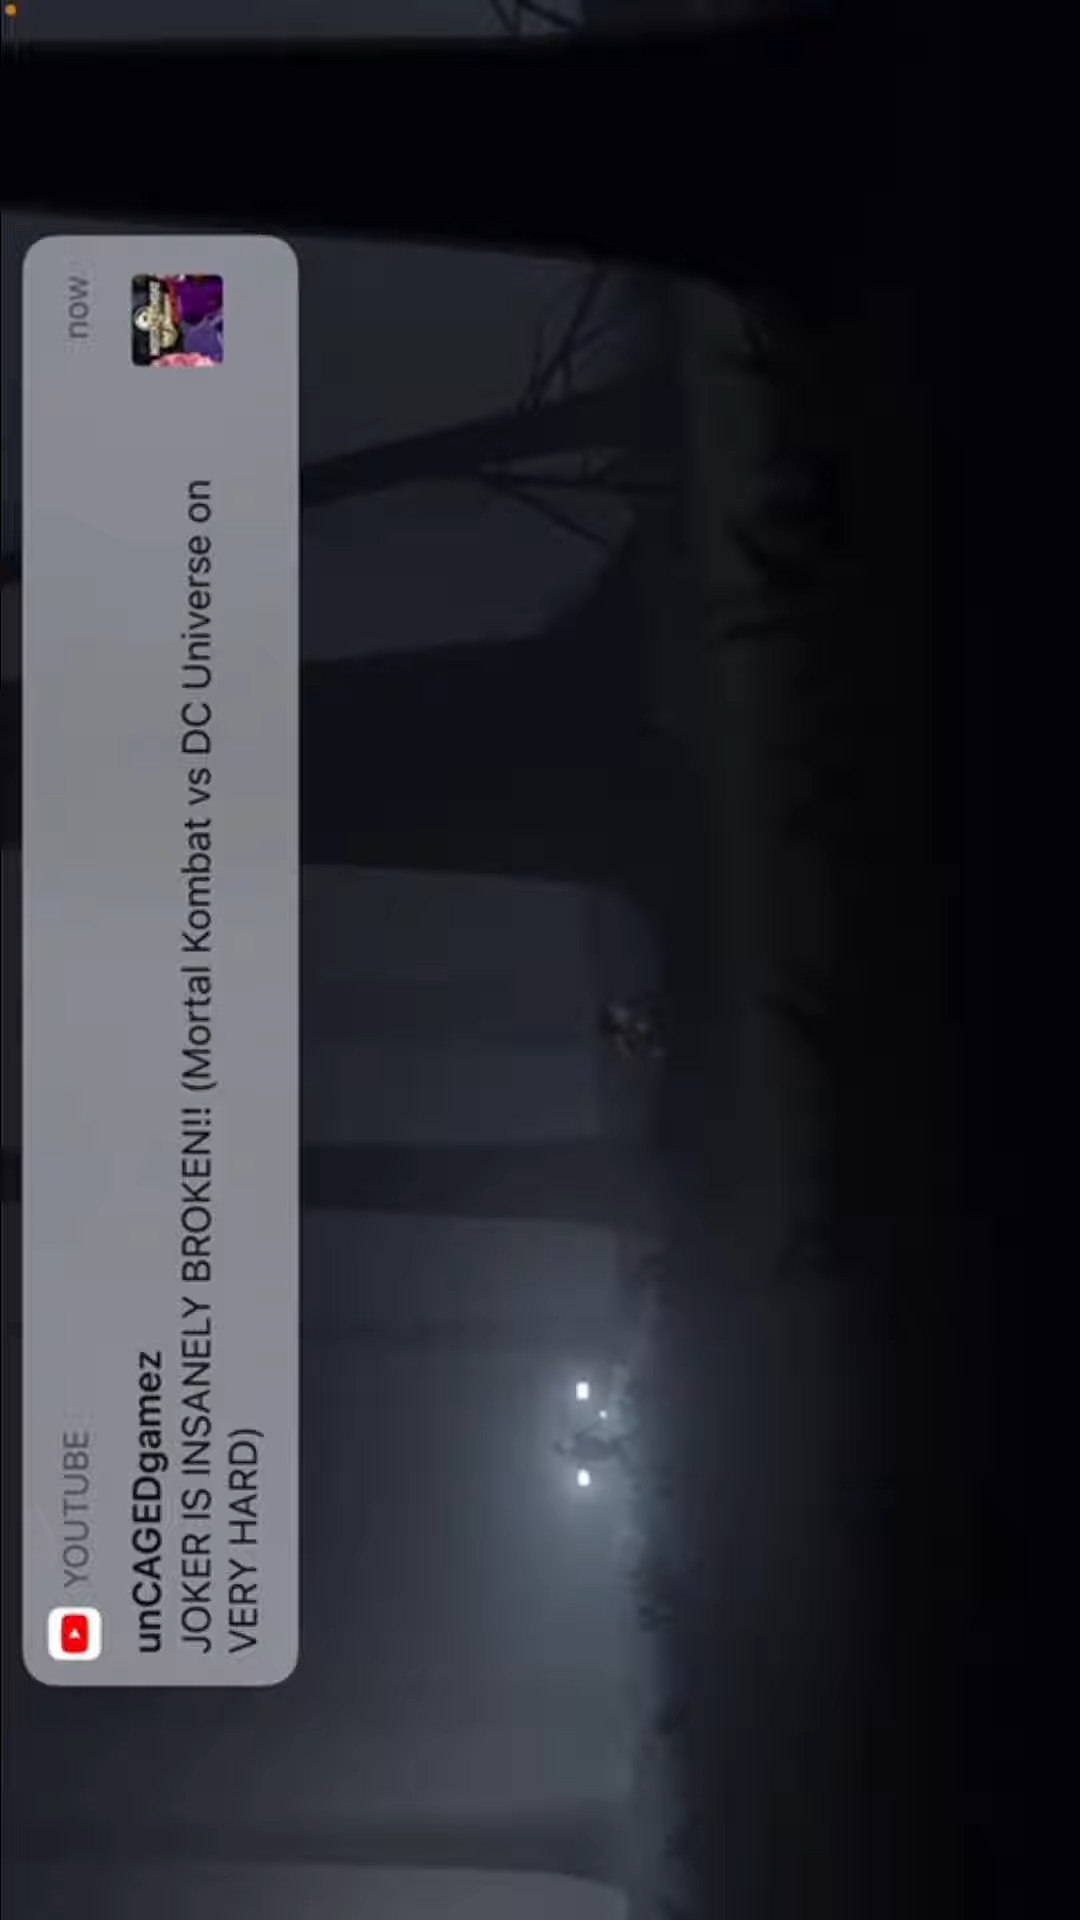 YOUTUBE
now
unCAGEDgamez
JOKER IS INSANELY BROKEN!! (Mortal Kombat vs DC Universe on
VERY HARD)